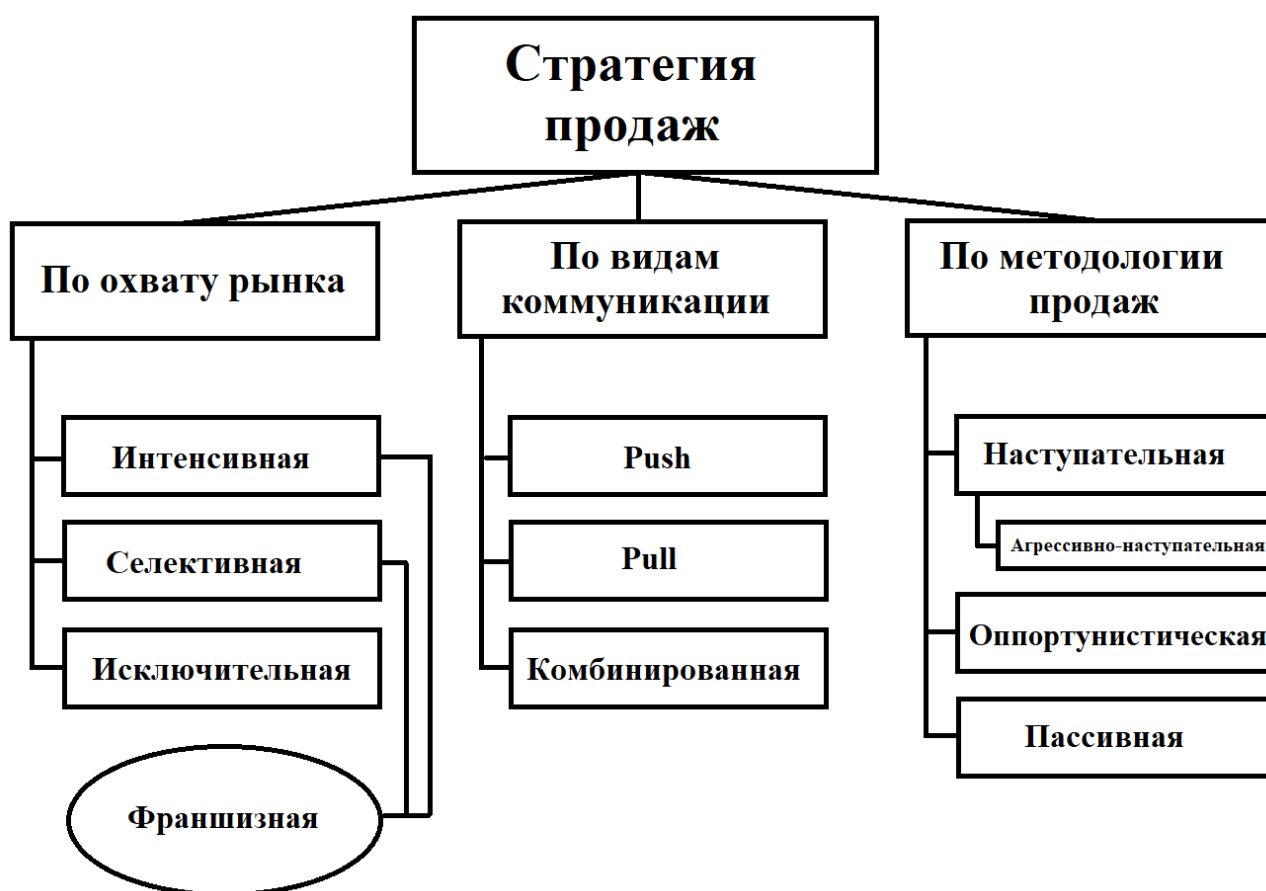 Стратегия
продаж
По охвату рынка
Интенсивная
Селективная
Исключительная
Франшизная
По видам
коммуникации
Push
Pull
Комбинированная
По методологии
продаж
Наступательная
Агрессивно-наступательная
Оппортунистическая
Пассивная